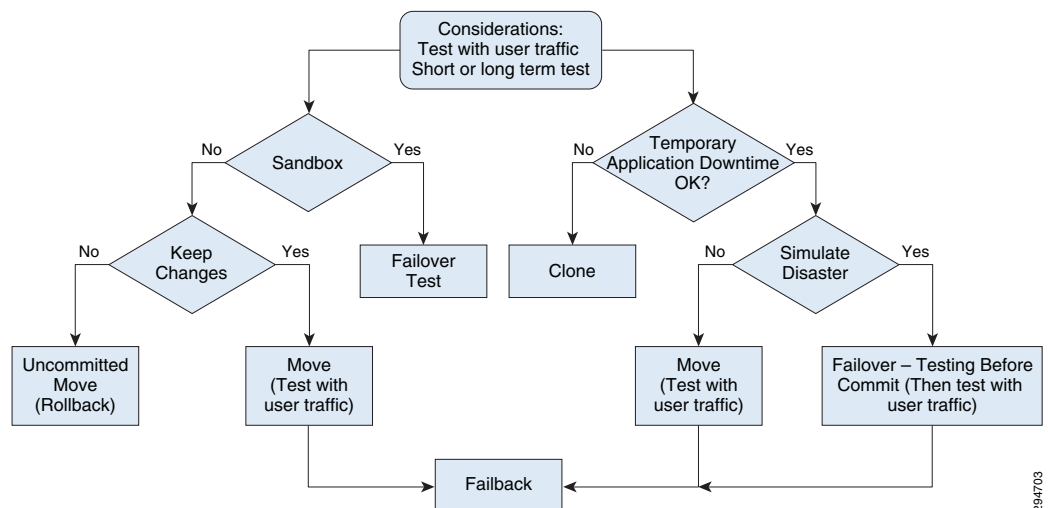 Considerations:
Test with user traffic
Short or long term test
No
Sandbox
Yes
No
Temporary
Application Downtime
OK?
Yes
No
Keep
Changes
Yes
Failover
Test
Clone
No
Simulate
Disaster
Yes
Uncommitted
Move
(Rollback)
Move
(Test with
user traffic)
Move
(Test with
user traffic)
Failover – Testing Before
Commit (Then test with
user traffic)
Failback
294703